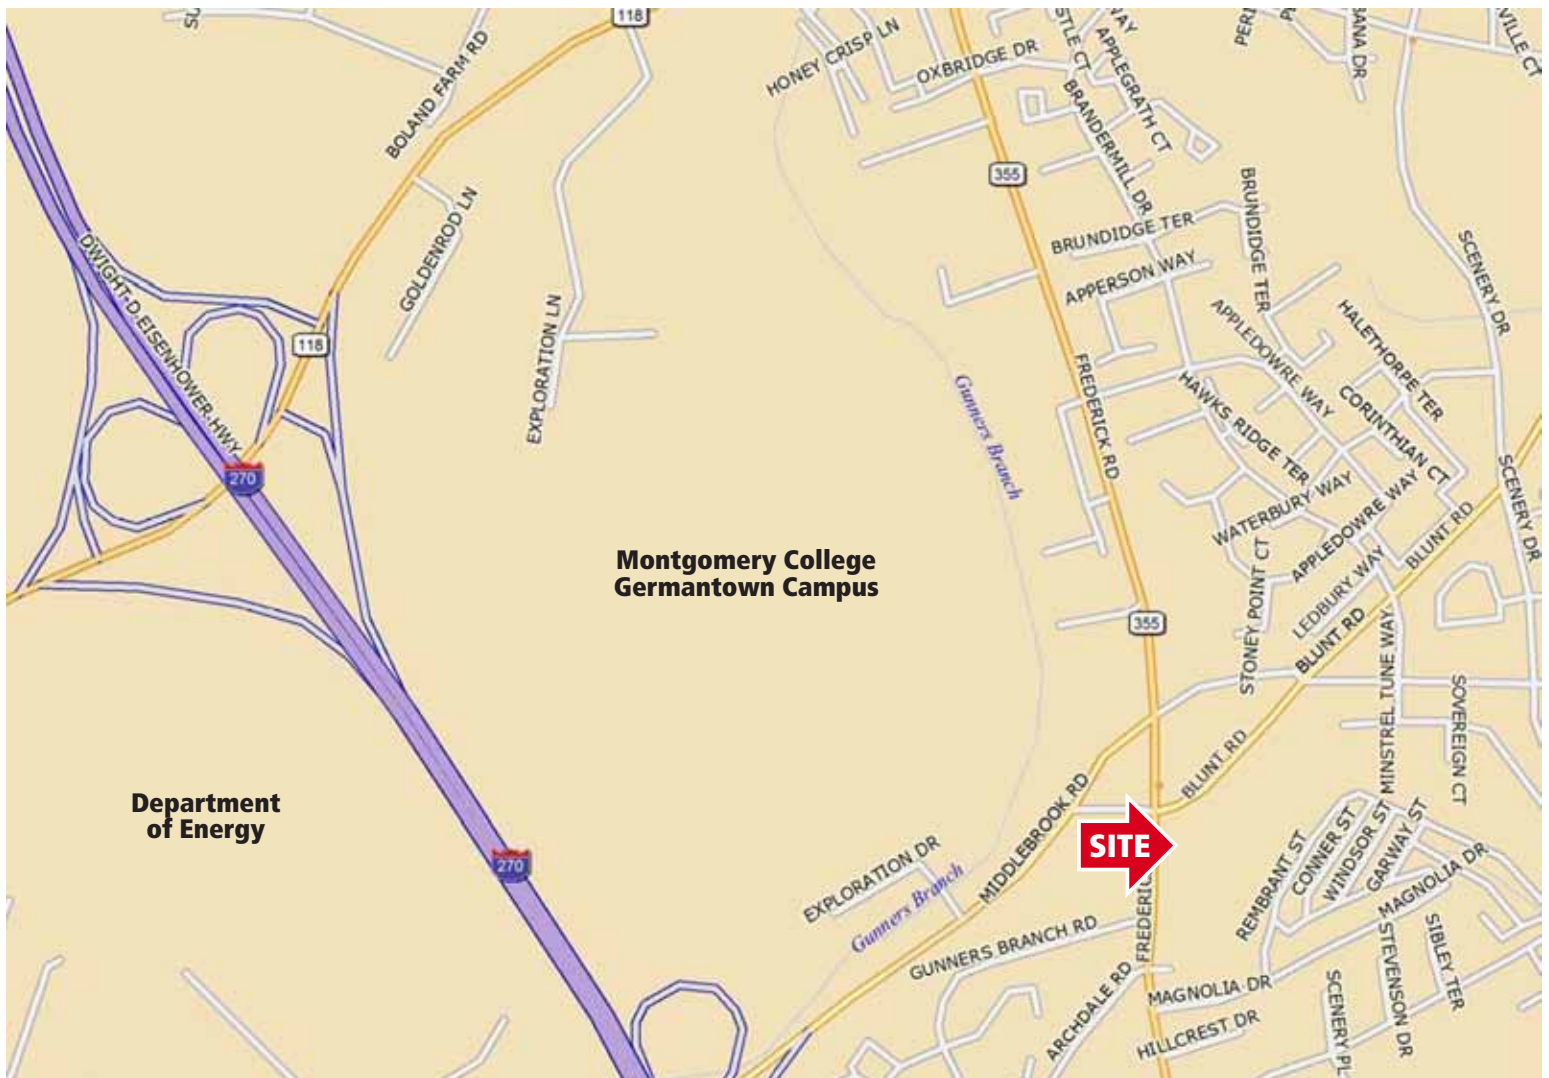 118
BOLAND FARM RD
HONEY CRISP LN
OXBRIDGE DR
APPLEGRATH CT
BRANDERMILL DR
355
BRUNDIDGE TER
BRUNDIDGE TER
APPERSON WAY
SCENERY DR
GOLDENROD LN
DWIGHT D EISENHOWER HWY
118
EXPLORATION LN
APPLEDOWRE WAY
HALETHORPE TER
FREDERICK RD
HAWKS RIDGE TER
CORINTHIAN CT
Gunners Branch
270
WATERBURY WAY
APPLEDOWRE WAY
SCENERY DR
BLUNT RD
Montgomery College
Germantown Campus
STONEY POINT CT
LEDBURY WAY
355
BLUNT RD
MINSTREL TUNE WAY
SOVEREIGN CT
BLUNT RD
Department
of Energy
MIDDLEBROOK RD
SITE
270
EXPLORATION DR
Gunners Branch
REMBRANT ST
CONNER ST
WINDSOR ST
GARWAY ST
MAGNOLIA DR
GUNNERS BRANCH RD
FREDERIC
ARCHDALE RD
MAGNOLIA DR
HILLCREST DR
SCENERY PL
STEVENSON DR
SIBLEY TER